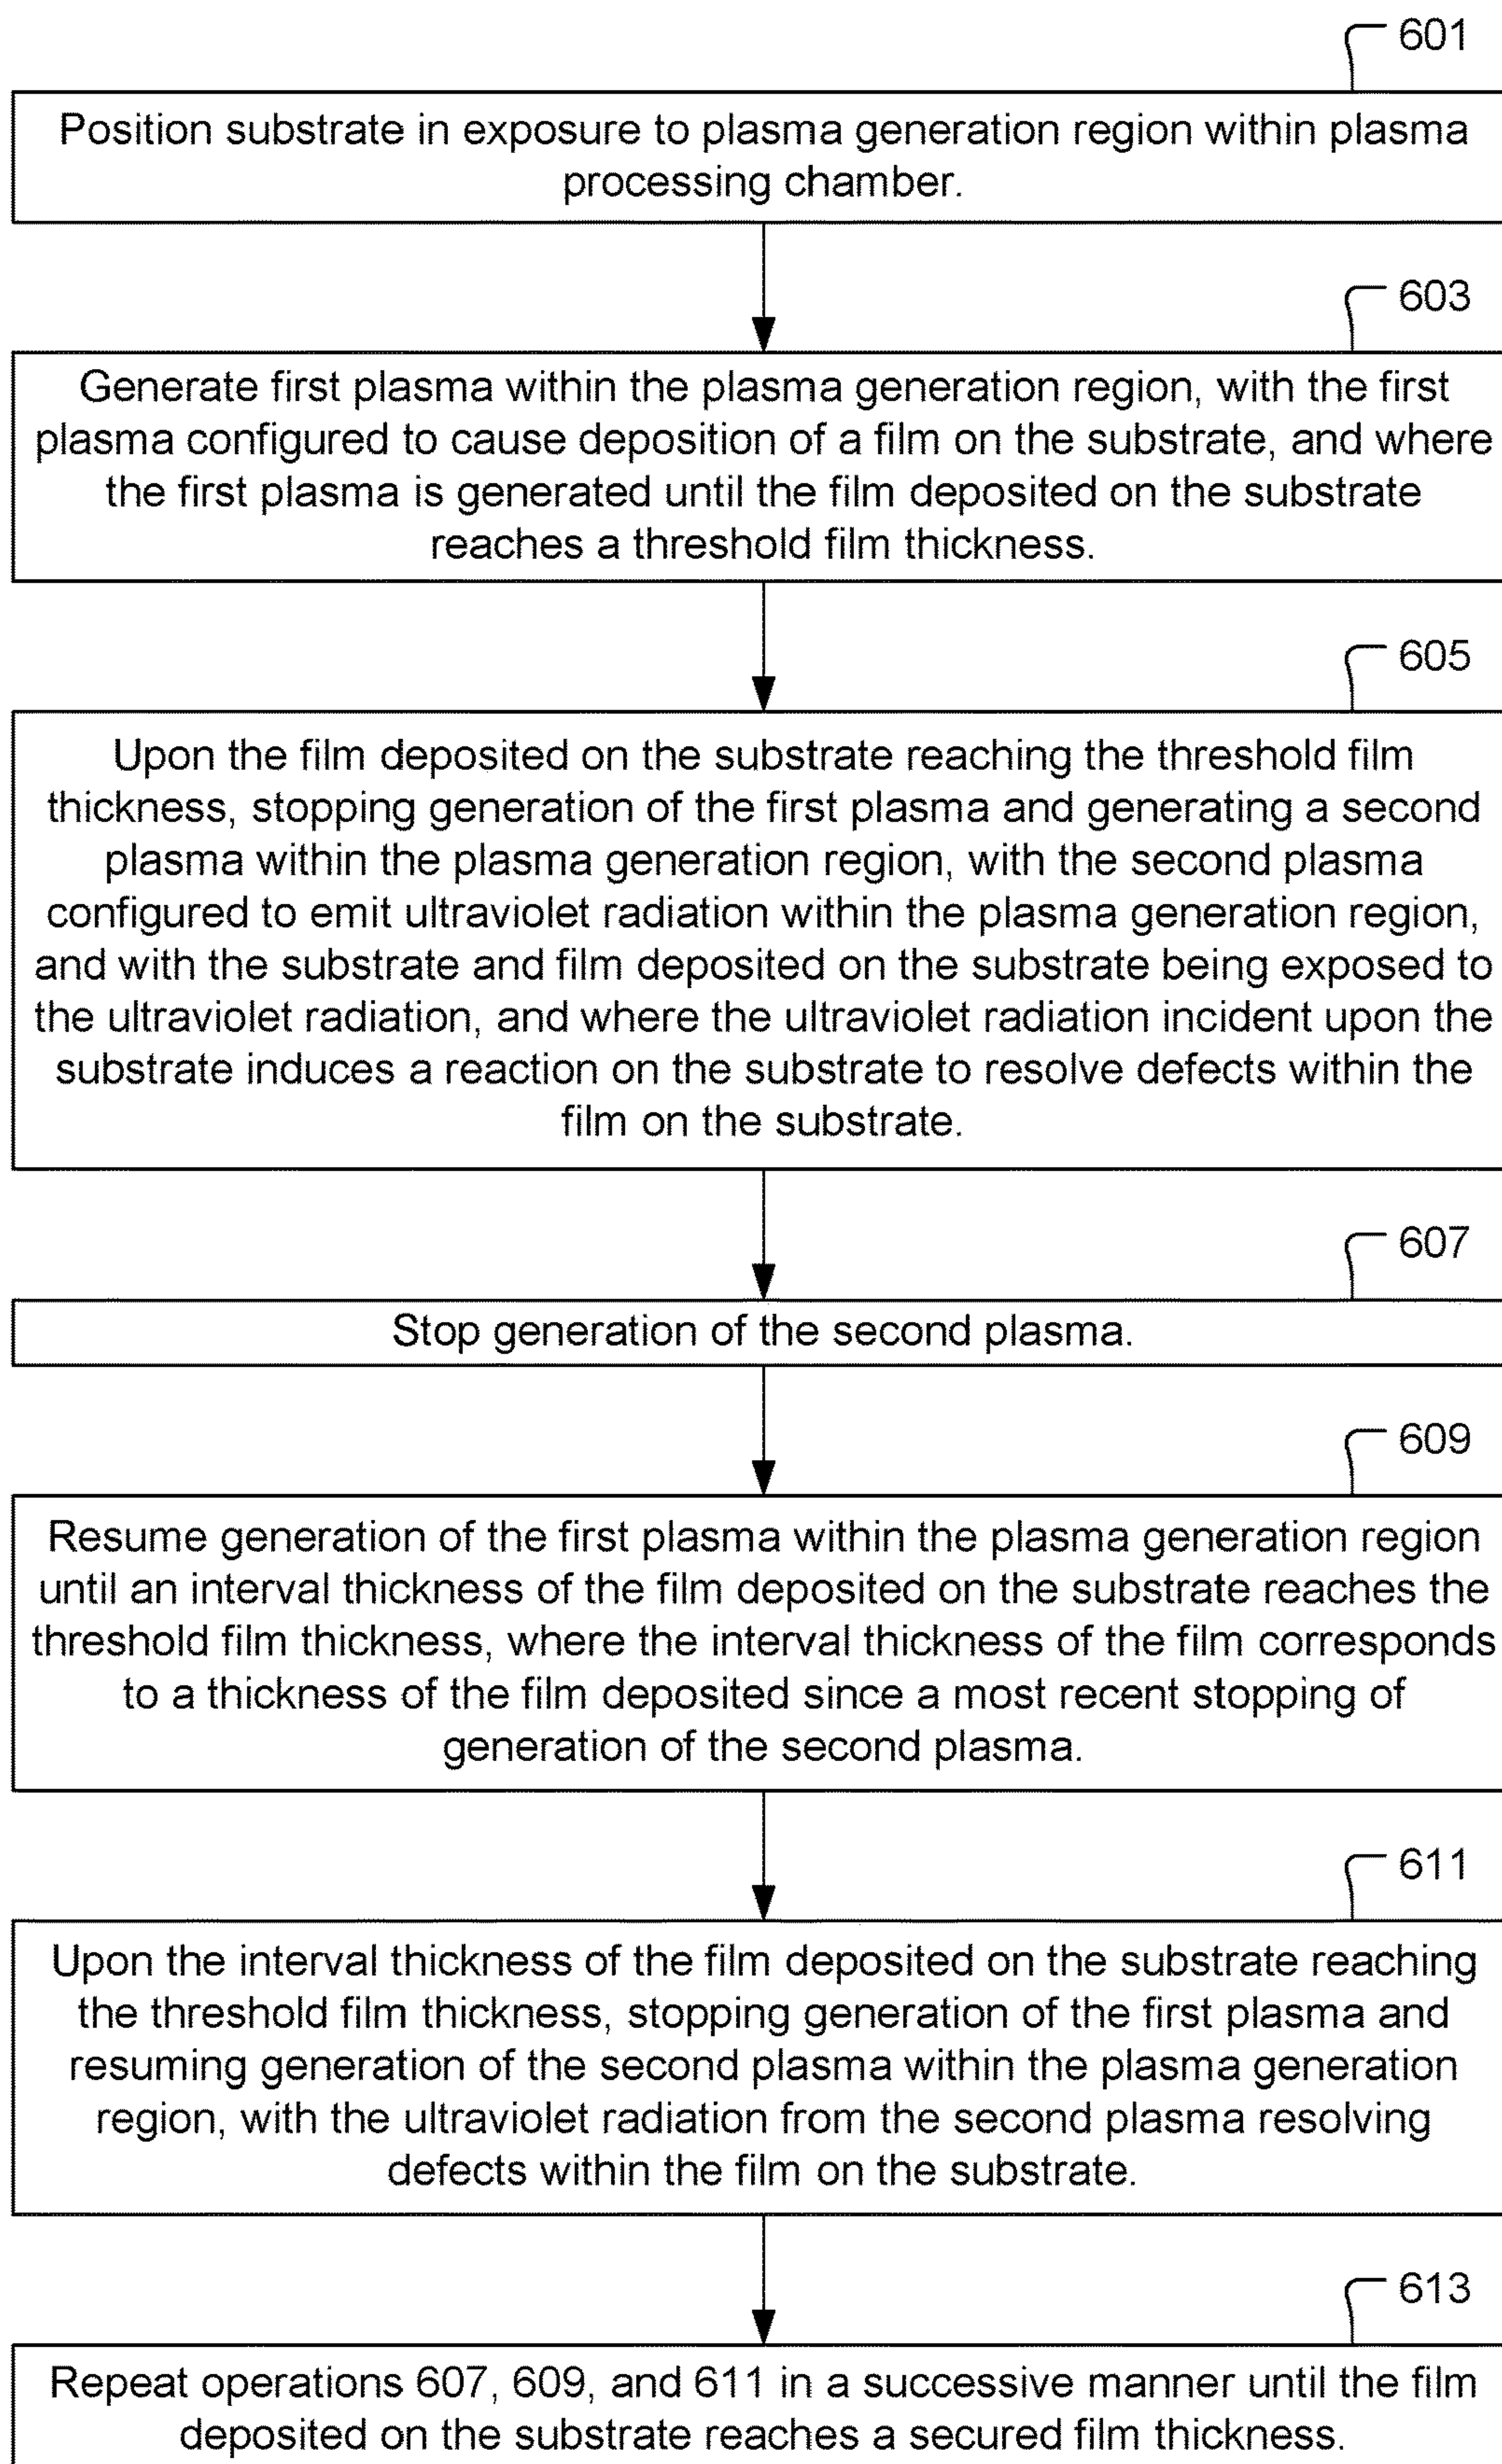 601
Position substrate in exposure to plasma generation region within plasma
processing chamber.
603
Generate first plasma within the plasma generation region, with the first
plasma configured to cause deposition of a film on the substrate, and where
the first plasma is generated until the film deposited on the substrate
reaches a threshold film thickness.
605
Upon the film deposited on the substrate reaching the threshold film
thickness, stopping generation of the first plasma and generating a second
plasma within the plasma generation region, with the second plasma
configured to emit ultraviolet radiation within the plasma generation region,
and with the substrate and film deposited on the substrate being exposed to
the ultraviolet radiation, and where the ultraviolet radiation incident upon the
substrate induces a reaction on the substrate to resolve defects within the
film on the substrate.
607
Stop generation of the second plasma.
609
Resume generation of the first plasma within the plasma generation region
until an interval thickness of the film deposited on the substrate reaches the
threshold film thickness, where the interval thickness of the film corresponds
to a thickness of the film deposited since a most recent stopping of
generation of the second plasma.
611
Upon the interval thickness of the film deposited on the substrate reaching
the threshold film thickness, stopping generation of the first plasma and
resuming generation of the second plasma within the plasma generation
region, with the ultraviolet radiation from the second plasma resolving
defects within the film on the substrate.
613
Repeat operations 607, 609, and 611 in a successive manner until the film
deposited on the substrate reaches a secured film thickness.